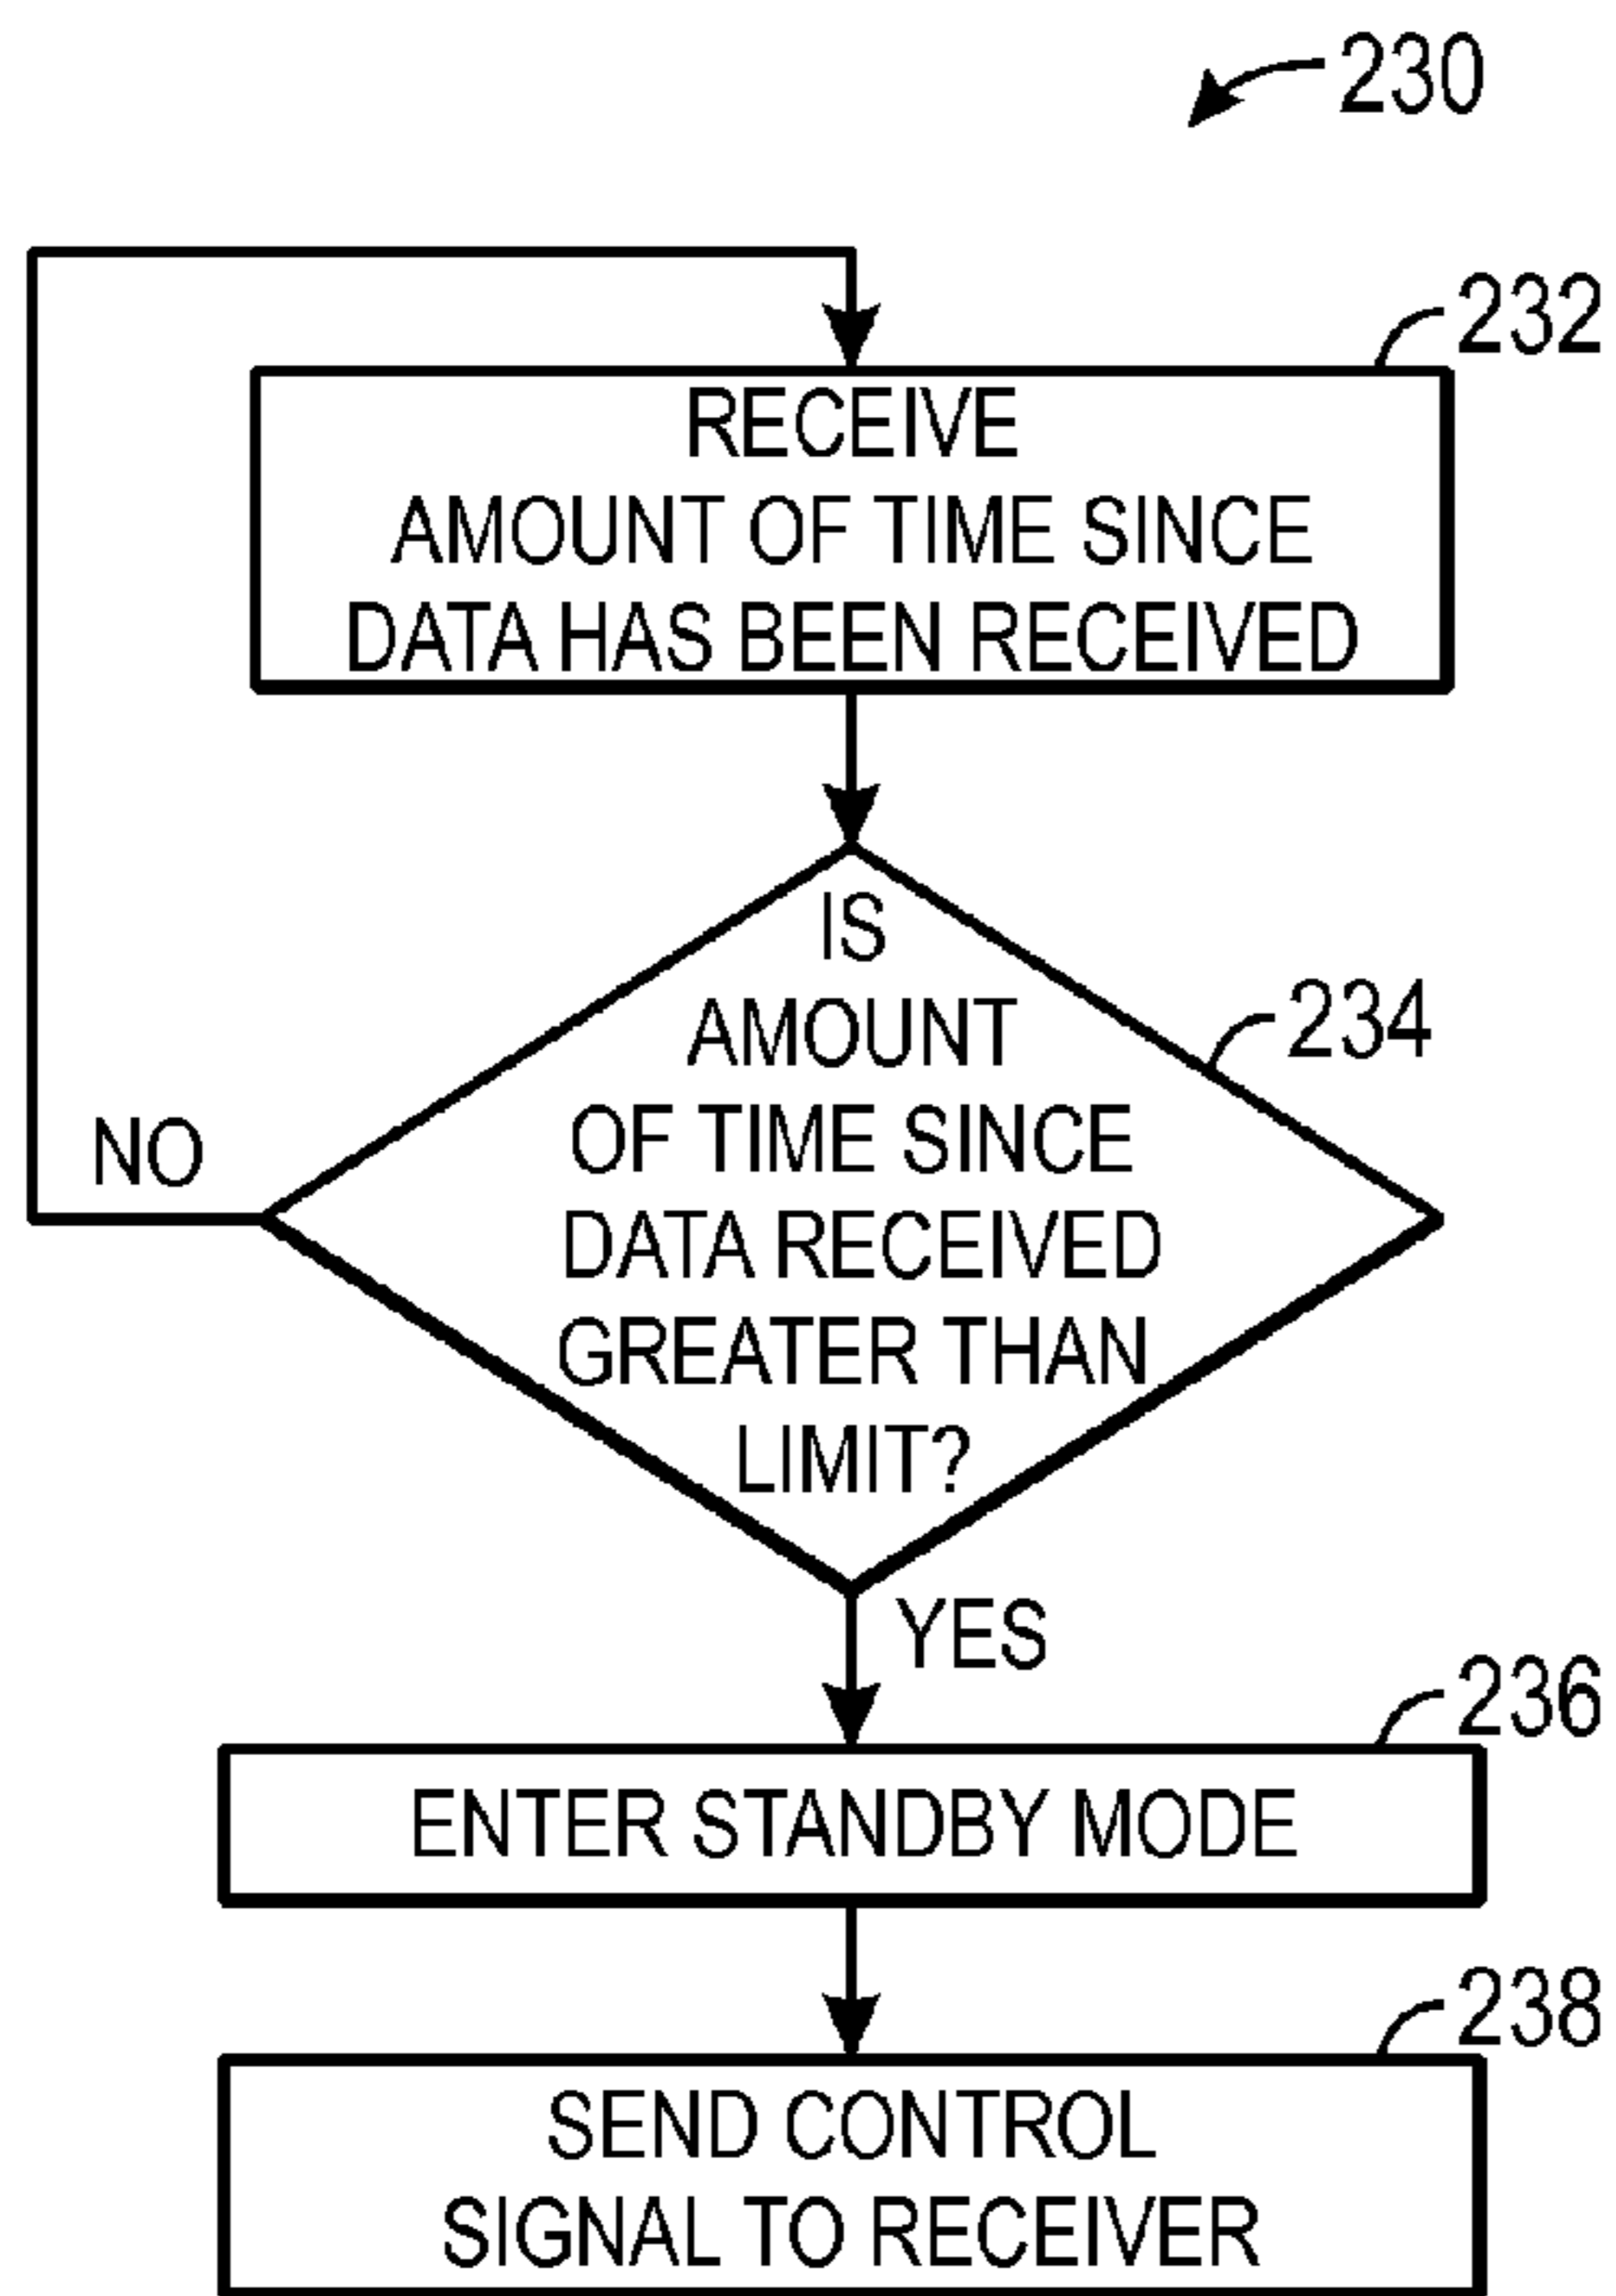 230
232
RECEIVE
AMOUNT OF TIME SINCE
DATA HAS BEEN RECEIVED
IS
AMOUNT
OF TIME SINCE
DATA RECEIVED
GREATER THAN
LIMIT?
234
NO
YES
236
ENTER STANDBY MODE
238
SEND CONTROL
SIGNAL TO RECEIVER